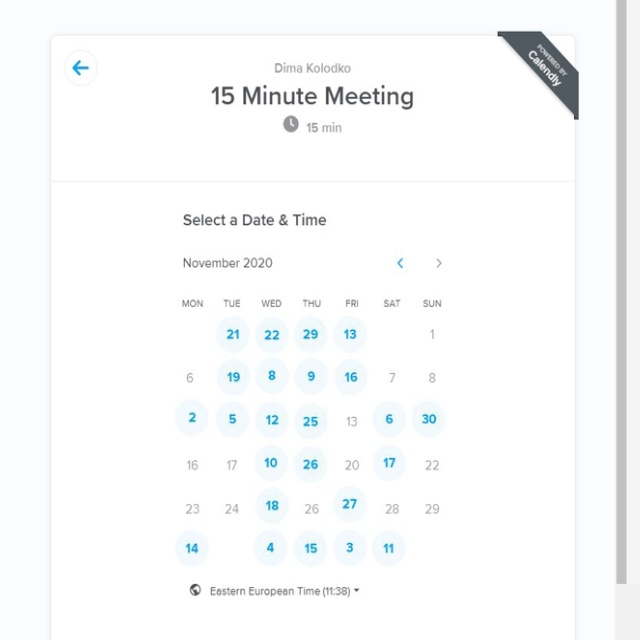 Dima Kolodko
POWERED BY
Calendly
15 Minute Meeting
15 min
Select a Date & Time
November 2020
MON TUE WED THU FRI SAT SUN
21 22 29 13 1
6 19 8 9 16 7 8
2 5 12 25 13 6 30
16 17 10 26 20 17 22
23 24 18 26 27 28 29
14 4 15 3 11
Eastern European Time (11:38)